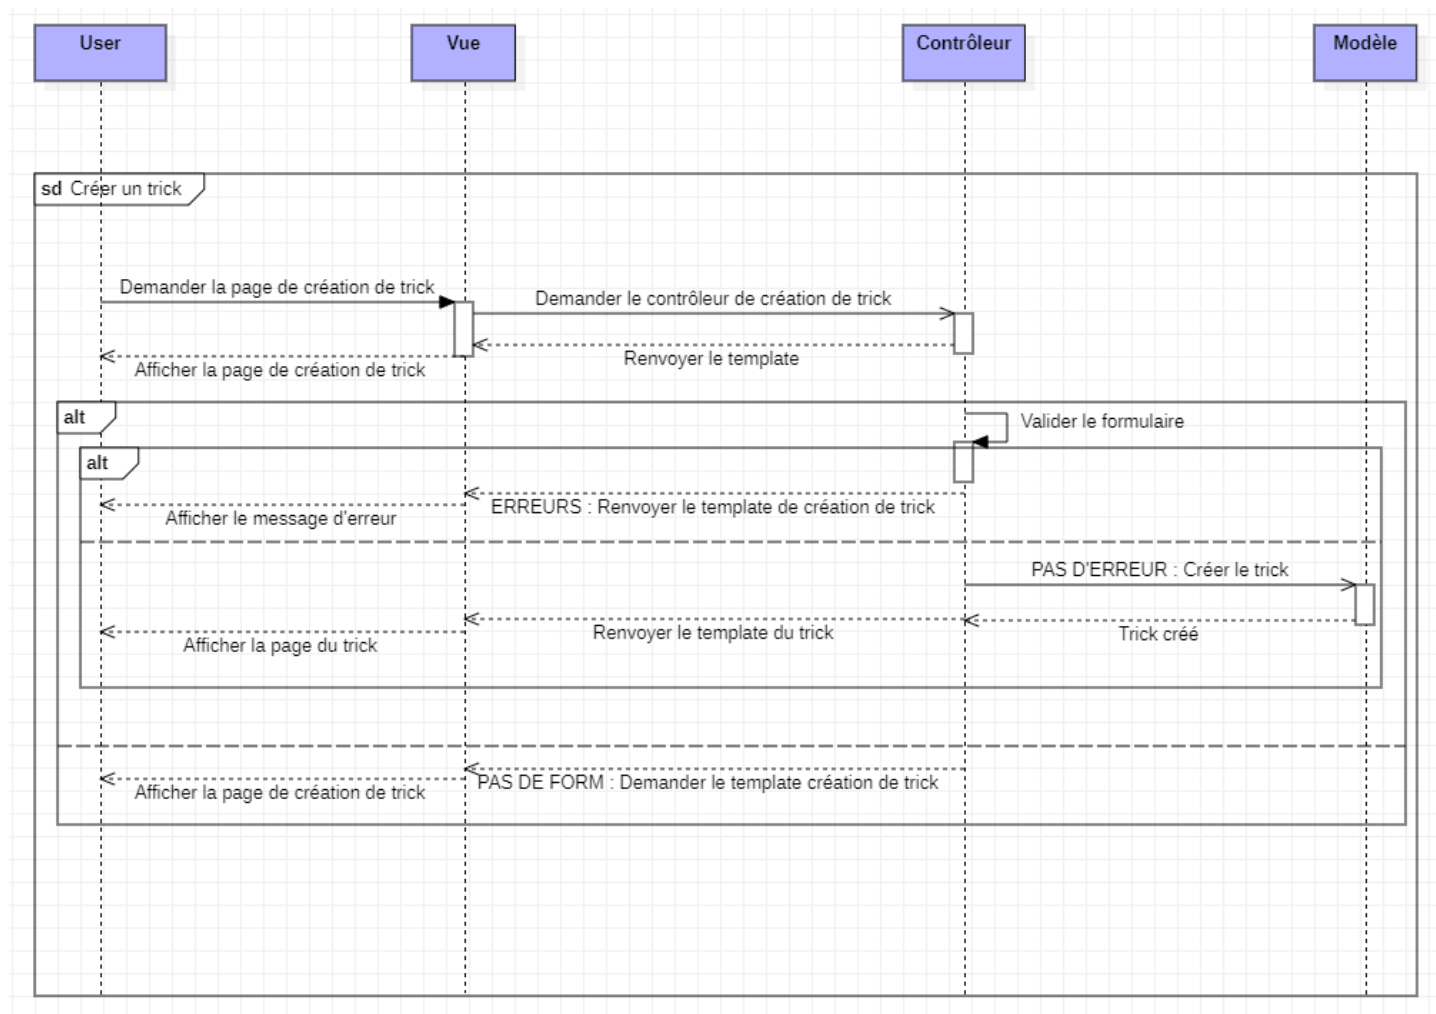 User
Vue
Contrôleur
Modèle
sd Créer un trick
Demander la page de création de trick
Demander le contrôleur de création de trick
Renvoyer le template
Afficher la page de création de trick
alt
Valider le formulaire
alt
ERREURS : Renvoyer le template de création de trick
Afficher le message d'erreur
PAS D'ERREUR : Créer le trick
Trick créé
Renvoyer le template du trick
Afficher la page du trick
PAS DE FORM : Demander le template création de trick
Afficher la page de création de trick